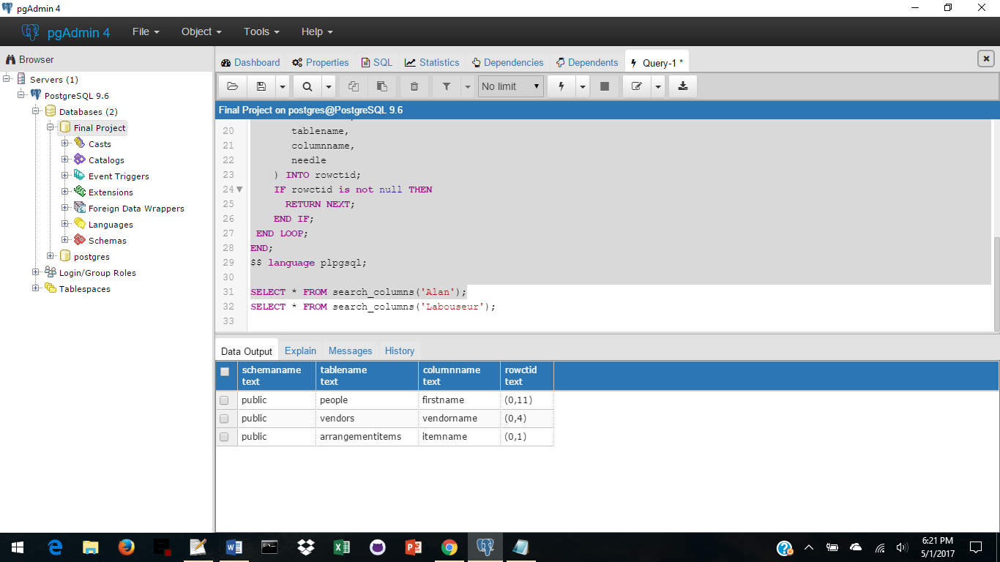 pgAdmin 4
pgAdmin 4 File Object Tools Help
Browser
Servers (1)
PostgreSQL 9.6
Databases (2)
Final Project
Casts
Catalogs
Event Triggers
Extensions
Foreign Data Wrappers
Languages
Schemas
postgres
Login/Group Roles
Tablespaces
Dashboard Properties SQL Statistics Dependencies Dependents Query-1 *
No limit
Final Project on postgres@PostgreSQL 9.6
20 tablename,
21 columnname,
22 needle
23 ) INTO rowctid;
24 IF rowctid is not null THEN
25 RETURN NEXT;
26 END IF;
27 END LOOP;
28 END;
29 $$ language plpgsql;
30
31 SELECT * FROM search_columns('Alan');
32 SELECT * FROM search_columns('Labouseur');
33
Data Output Explain Messages History
schemaname tablename columnname rowctid
text text text text
public people firstname (0,11)
public vendors vendorname (0,4)
public arrangementitems itemname (0,1)
6:21 PM
5/1/2017